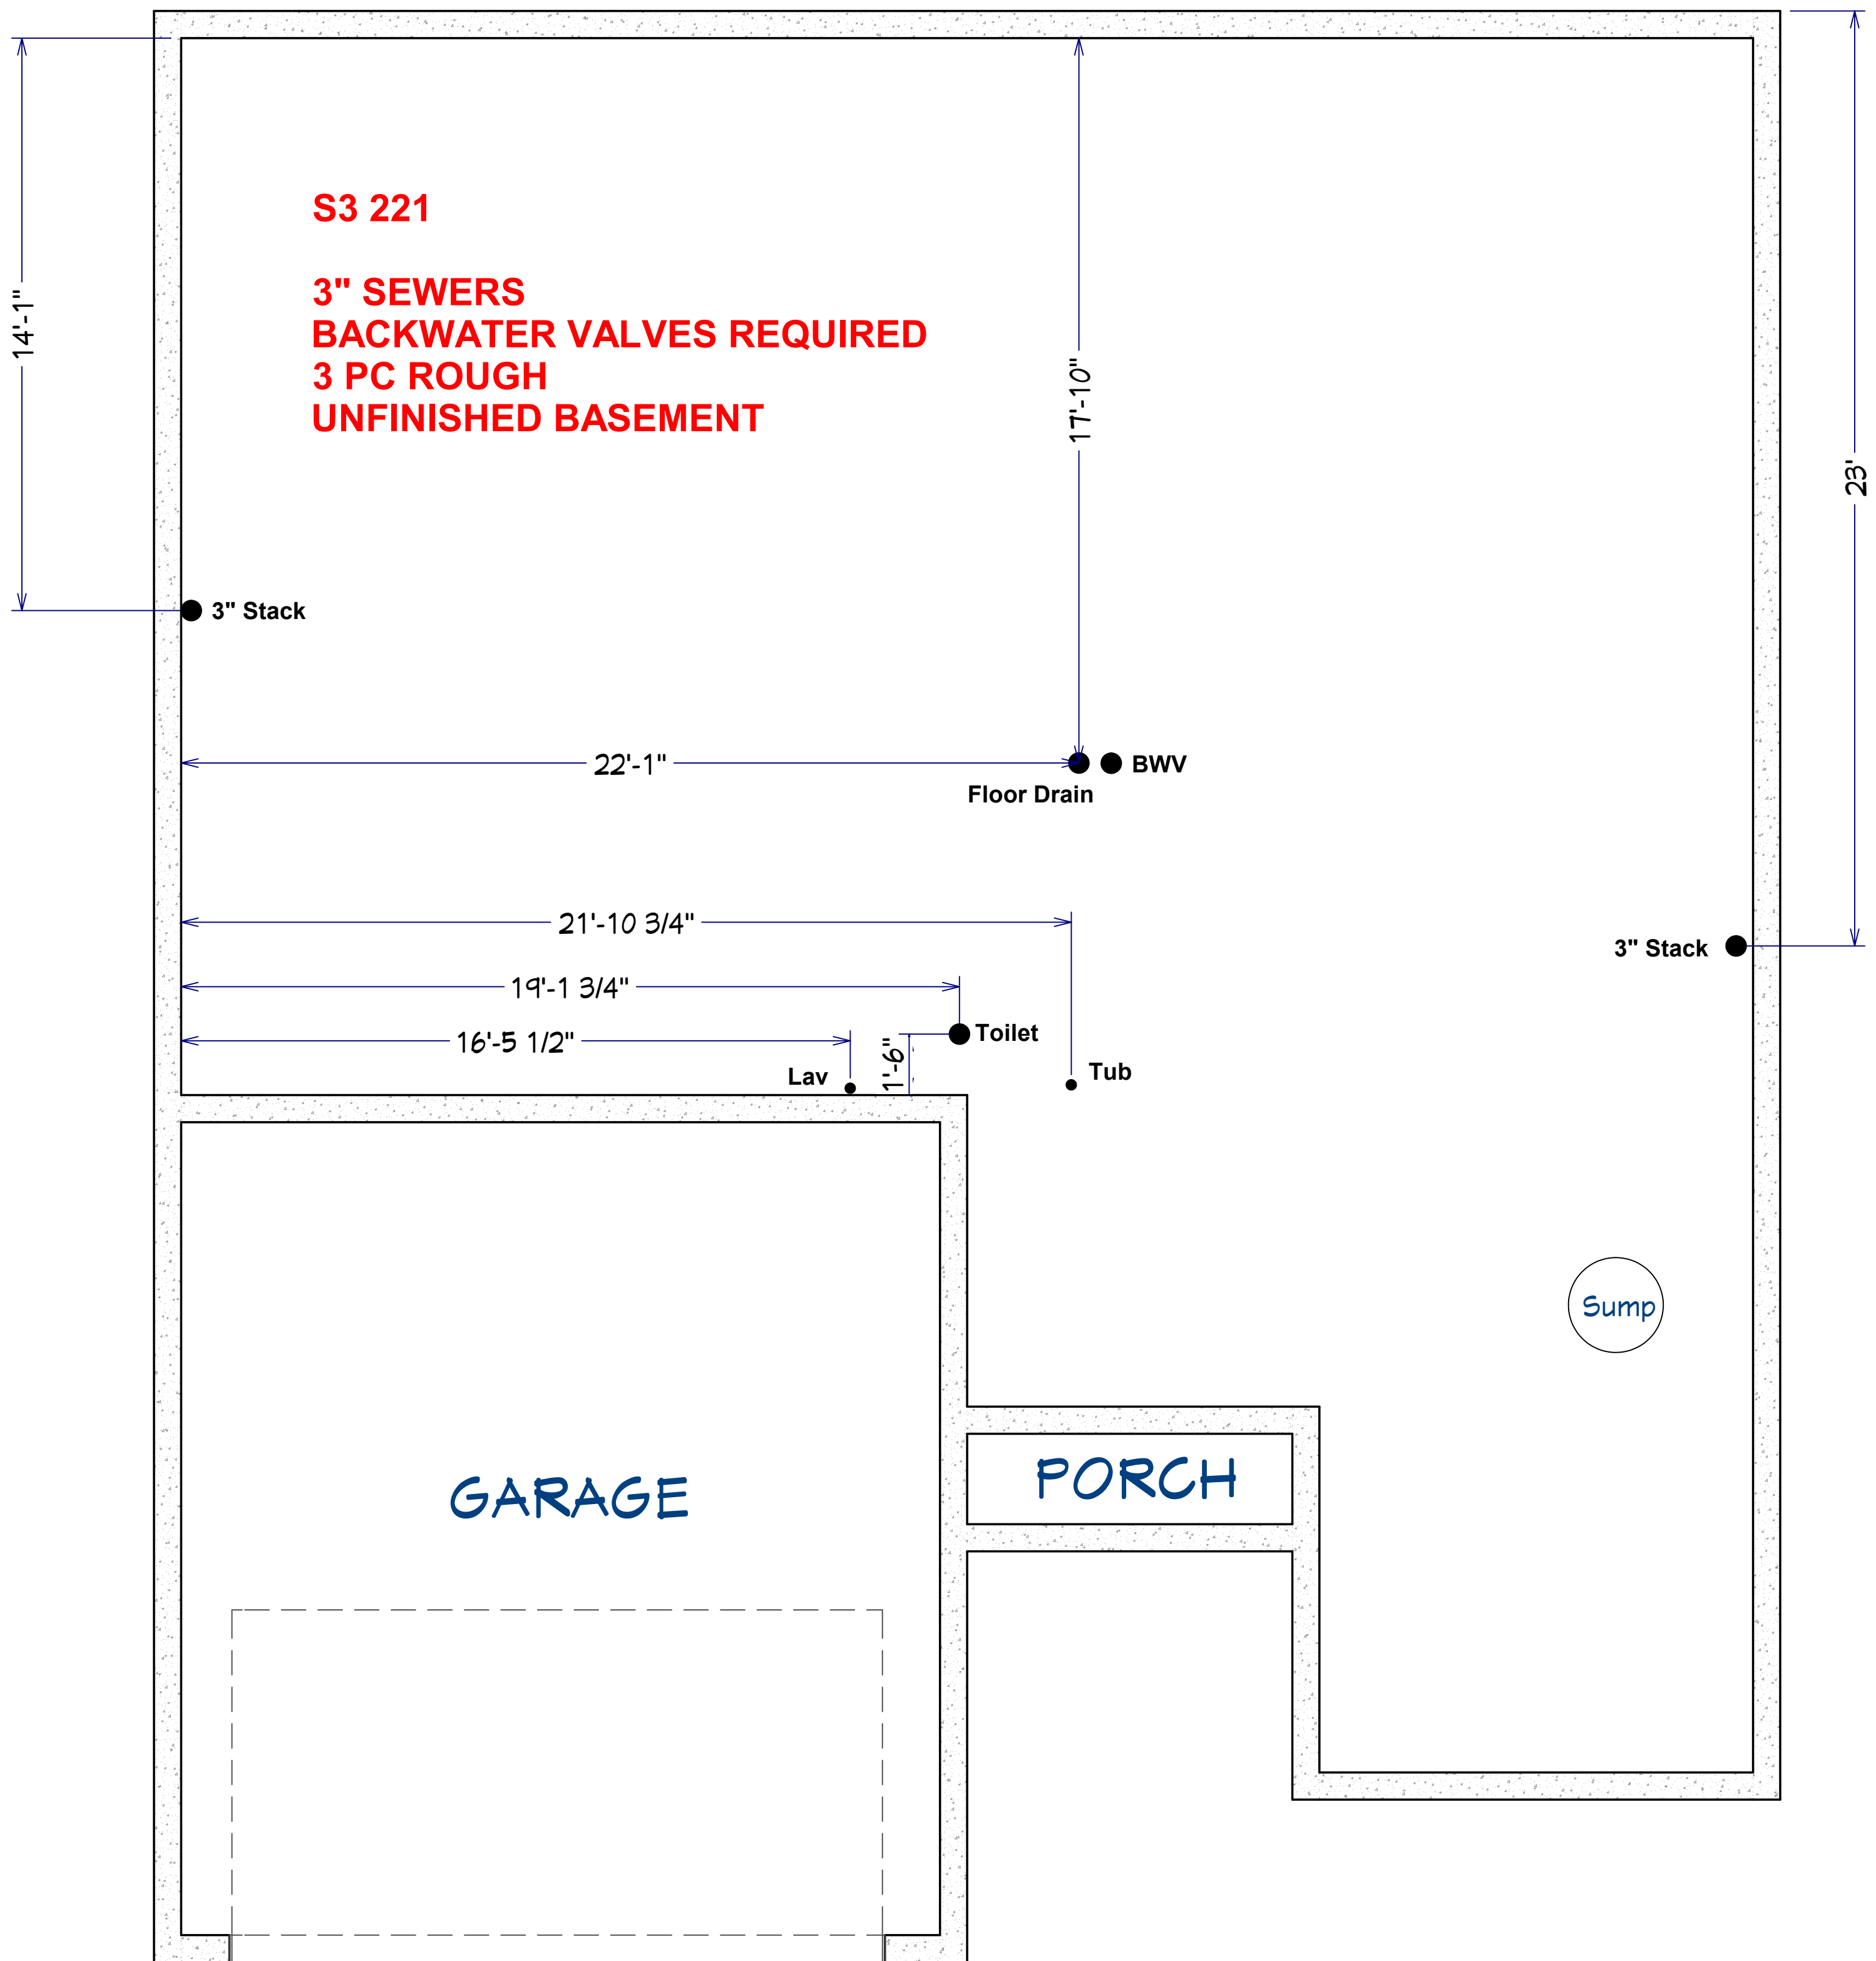 S3 221
3" SEWERS
BACKWATER VALVES REQUIRED
3 PC ROUGH
UNFINISHED BASEMENT
14'-1"
17'-10"
23'
3" Stack
22'-1"
BWV
Floor Drain
21'-10 3/4"
3" Stack
19'-1 3/4"
Toilet
16'-5 1/2"
1'-6"
Lav
Tub
Sump
GARAGE
PORCH